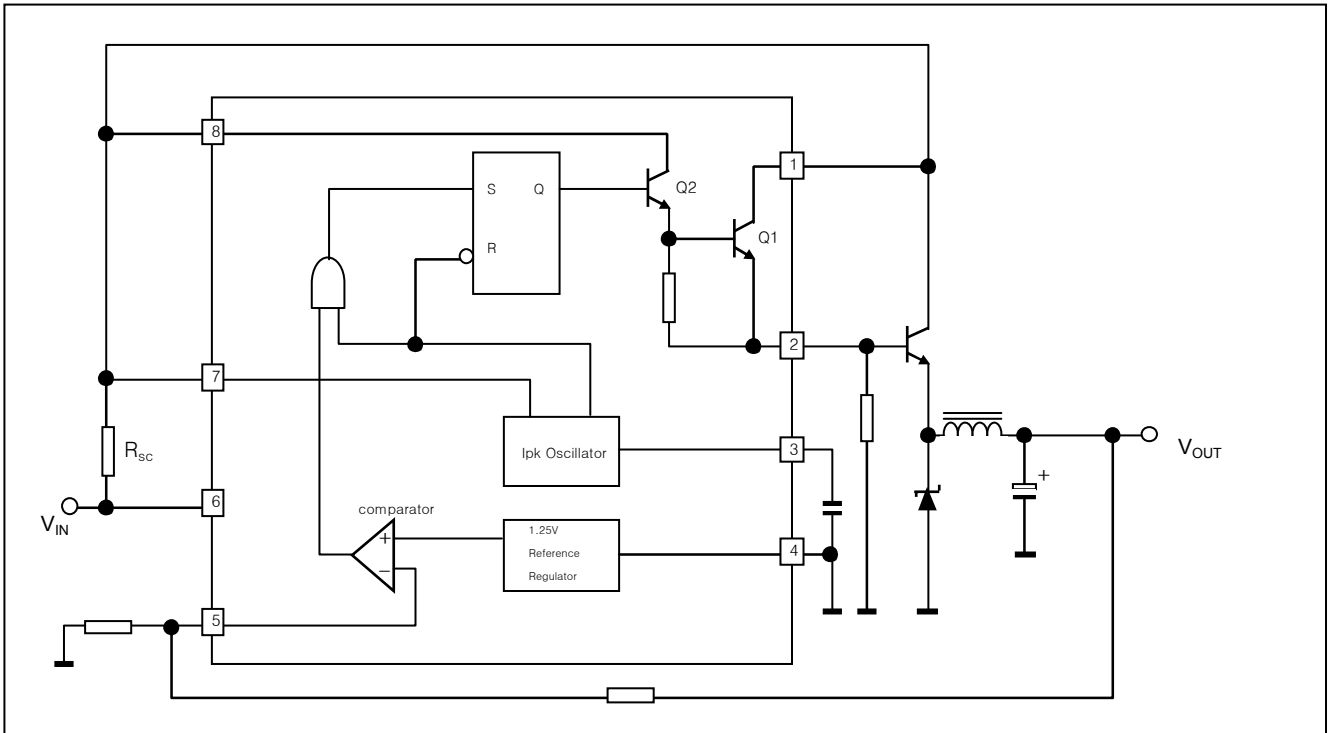 8
1
S Q
Q2
R
Q1
2
7
Ipk Oscillator
3
RSC
VOUT
+
6
VIN
comparator
+
−
1.25V
Reference
Regulator
4
5